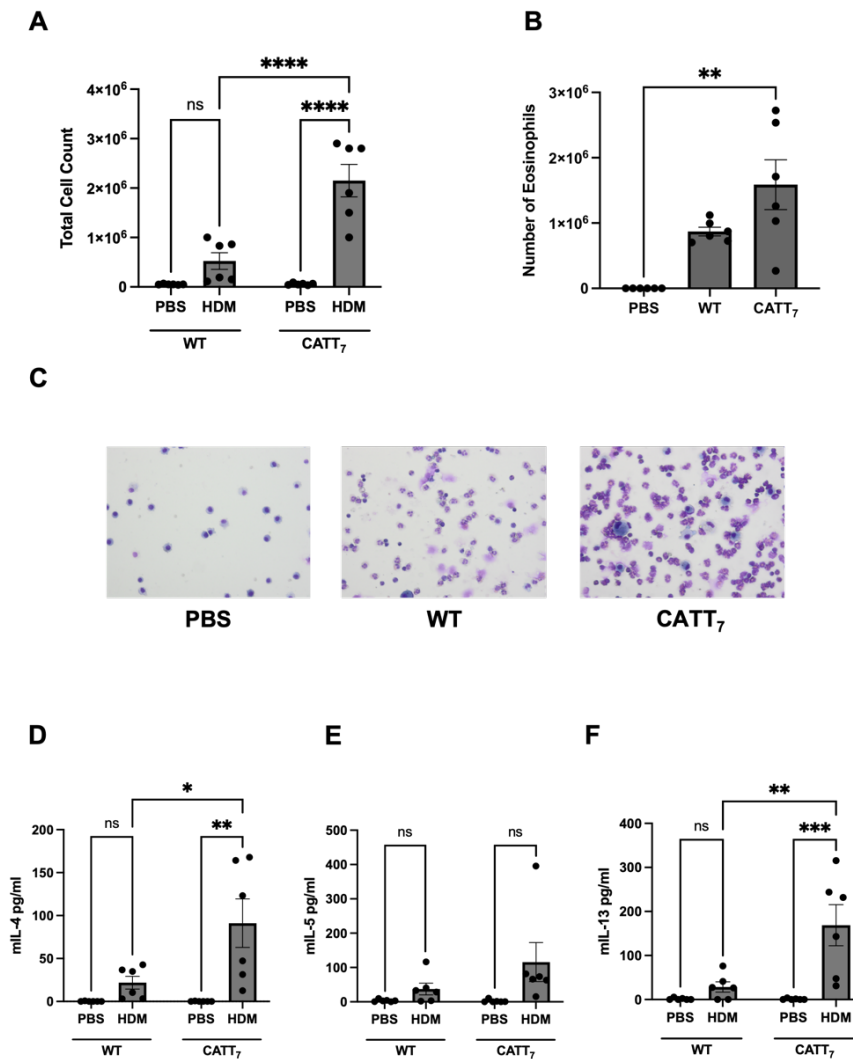 A
B
****
****
ns
Total Cell Count
4×10⁶
3×10⁶
2×10⁶
1×10⁶
0
PBS HDM PBS HDM
WT CATT₇
**
Number of Eosinophils
3×10⁶
2×10⁶
1×10⁶
0
PBS WT CATT₇
C
PBS WT CATT₇
D
E
F
*
ns
**
mIL-4 pg/ml
200
150
100
50
0
PBS HDM PBS HDM
WT CATT₇
ns
ns
mIL-5 pg/ml
500
400
300
200
100
0
PBS HDM PBS HDM
WT CATT₇
**
ns
***
mIL-13 pg/ml
400
300
200
100
0
PBS HDM PBS HDM
WT CATT₇